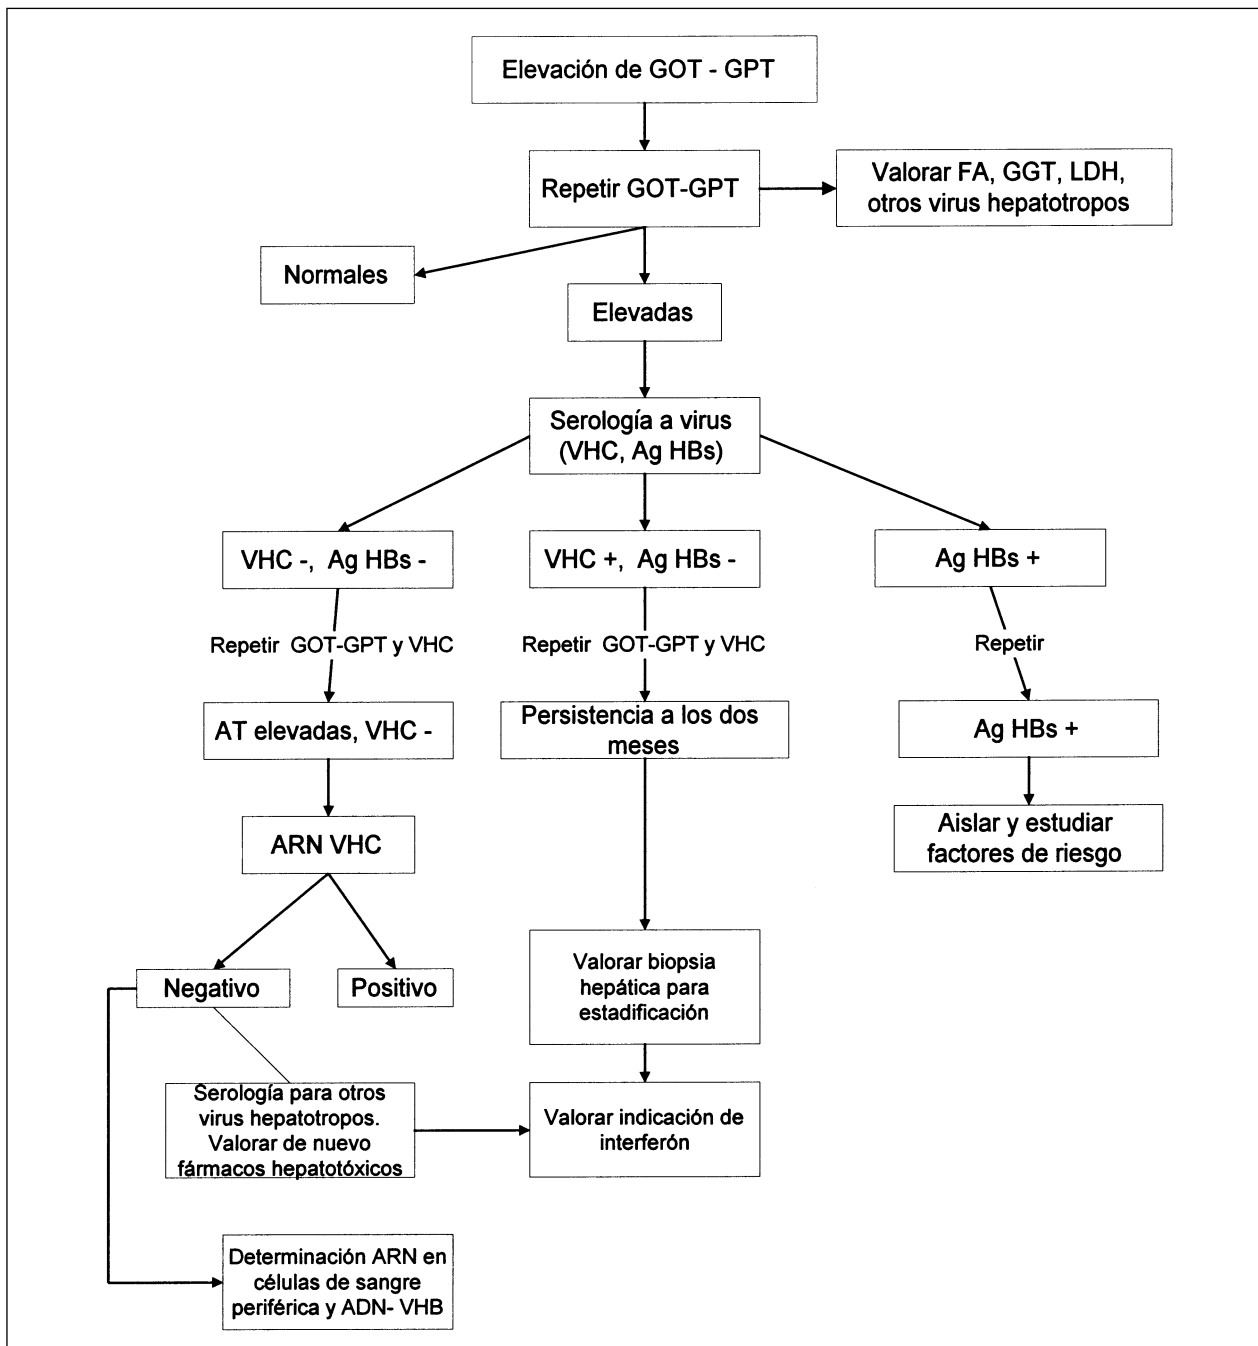 Elevación de GOT - GPT
Repetir GOT-GPT
Valorar FA, GGT, LDH,
otros virus hepatotropos
Normales
Elevadas
Serología a virus
(VHC, Ag HBs)
VHC -, Ag HBs -
VHC +, Ag HBs -
Ag HBs +
Repetir GOT-GPT y VHC
Repetir GOT-GPT y VHC
Repetir
AT elevadas, VHC -
Persistencia a los dos
meses
Ag HBs +
ARN VHC
Aislar y estudiar
factores de riesgo
Negativo
Positivo
Valorar biopsia
hepática para
estadificación
Serología para otros
virus hepatotropos.
Valorar de nuevo
fármacos hepatotóxicos
Valorar indicación de
interferón
Determinación ARN en
células de sangre
periférica y ADN- VHB